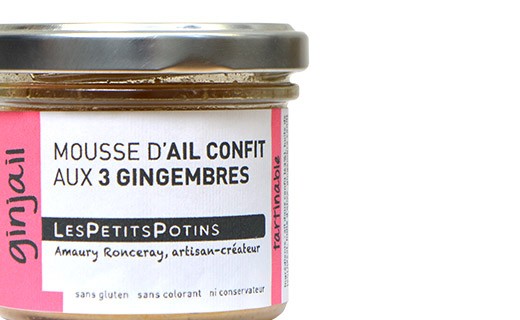 ginjail
MOUSSE D'AIL CONFIT
AUX 3 GINGEMBRES
LESPETITSPOTINS
Amaury Ronceray, artisan-créateur
tartinable
sans gluten sans colorant ni conservateur